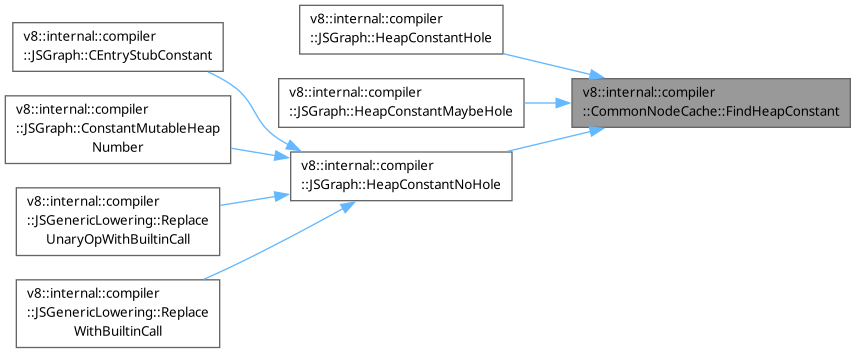 v8::internal::compiler
::JSGraph::CEntryStubConstant
v8::internal::compiler
::JSGraph::ConstantMutableHeap
Number
v8::internal::compiler
::JSGenericLowering::Replace
UnaryOpWithBuiltinCall
v8::internal::compiler
::JSGenericLowering::Replace
WithBuiltinCall
v8::internal::compiler
::JSGraph::HeapConstantHole
v8::internal::compiler
::JSGraph::HeapConstantMaybeHole
v8::internal::compiler
::JSGraph::HeapConstantNoHole
v8::internal::compiler
::CommonNodeCache::FindHeapConstant